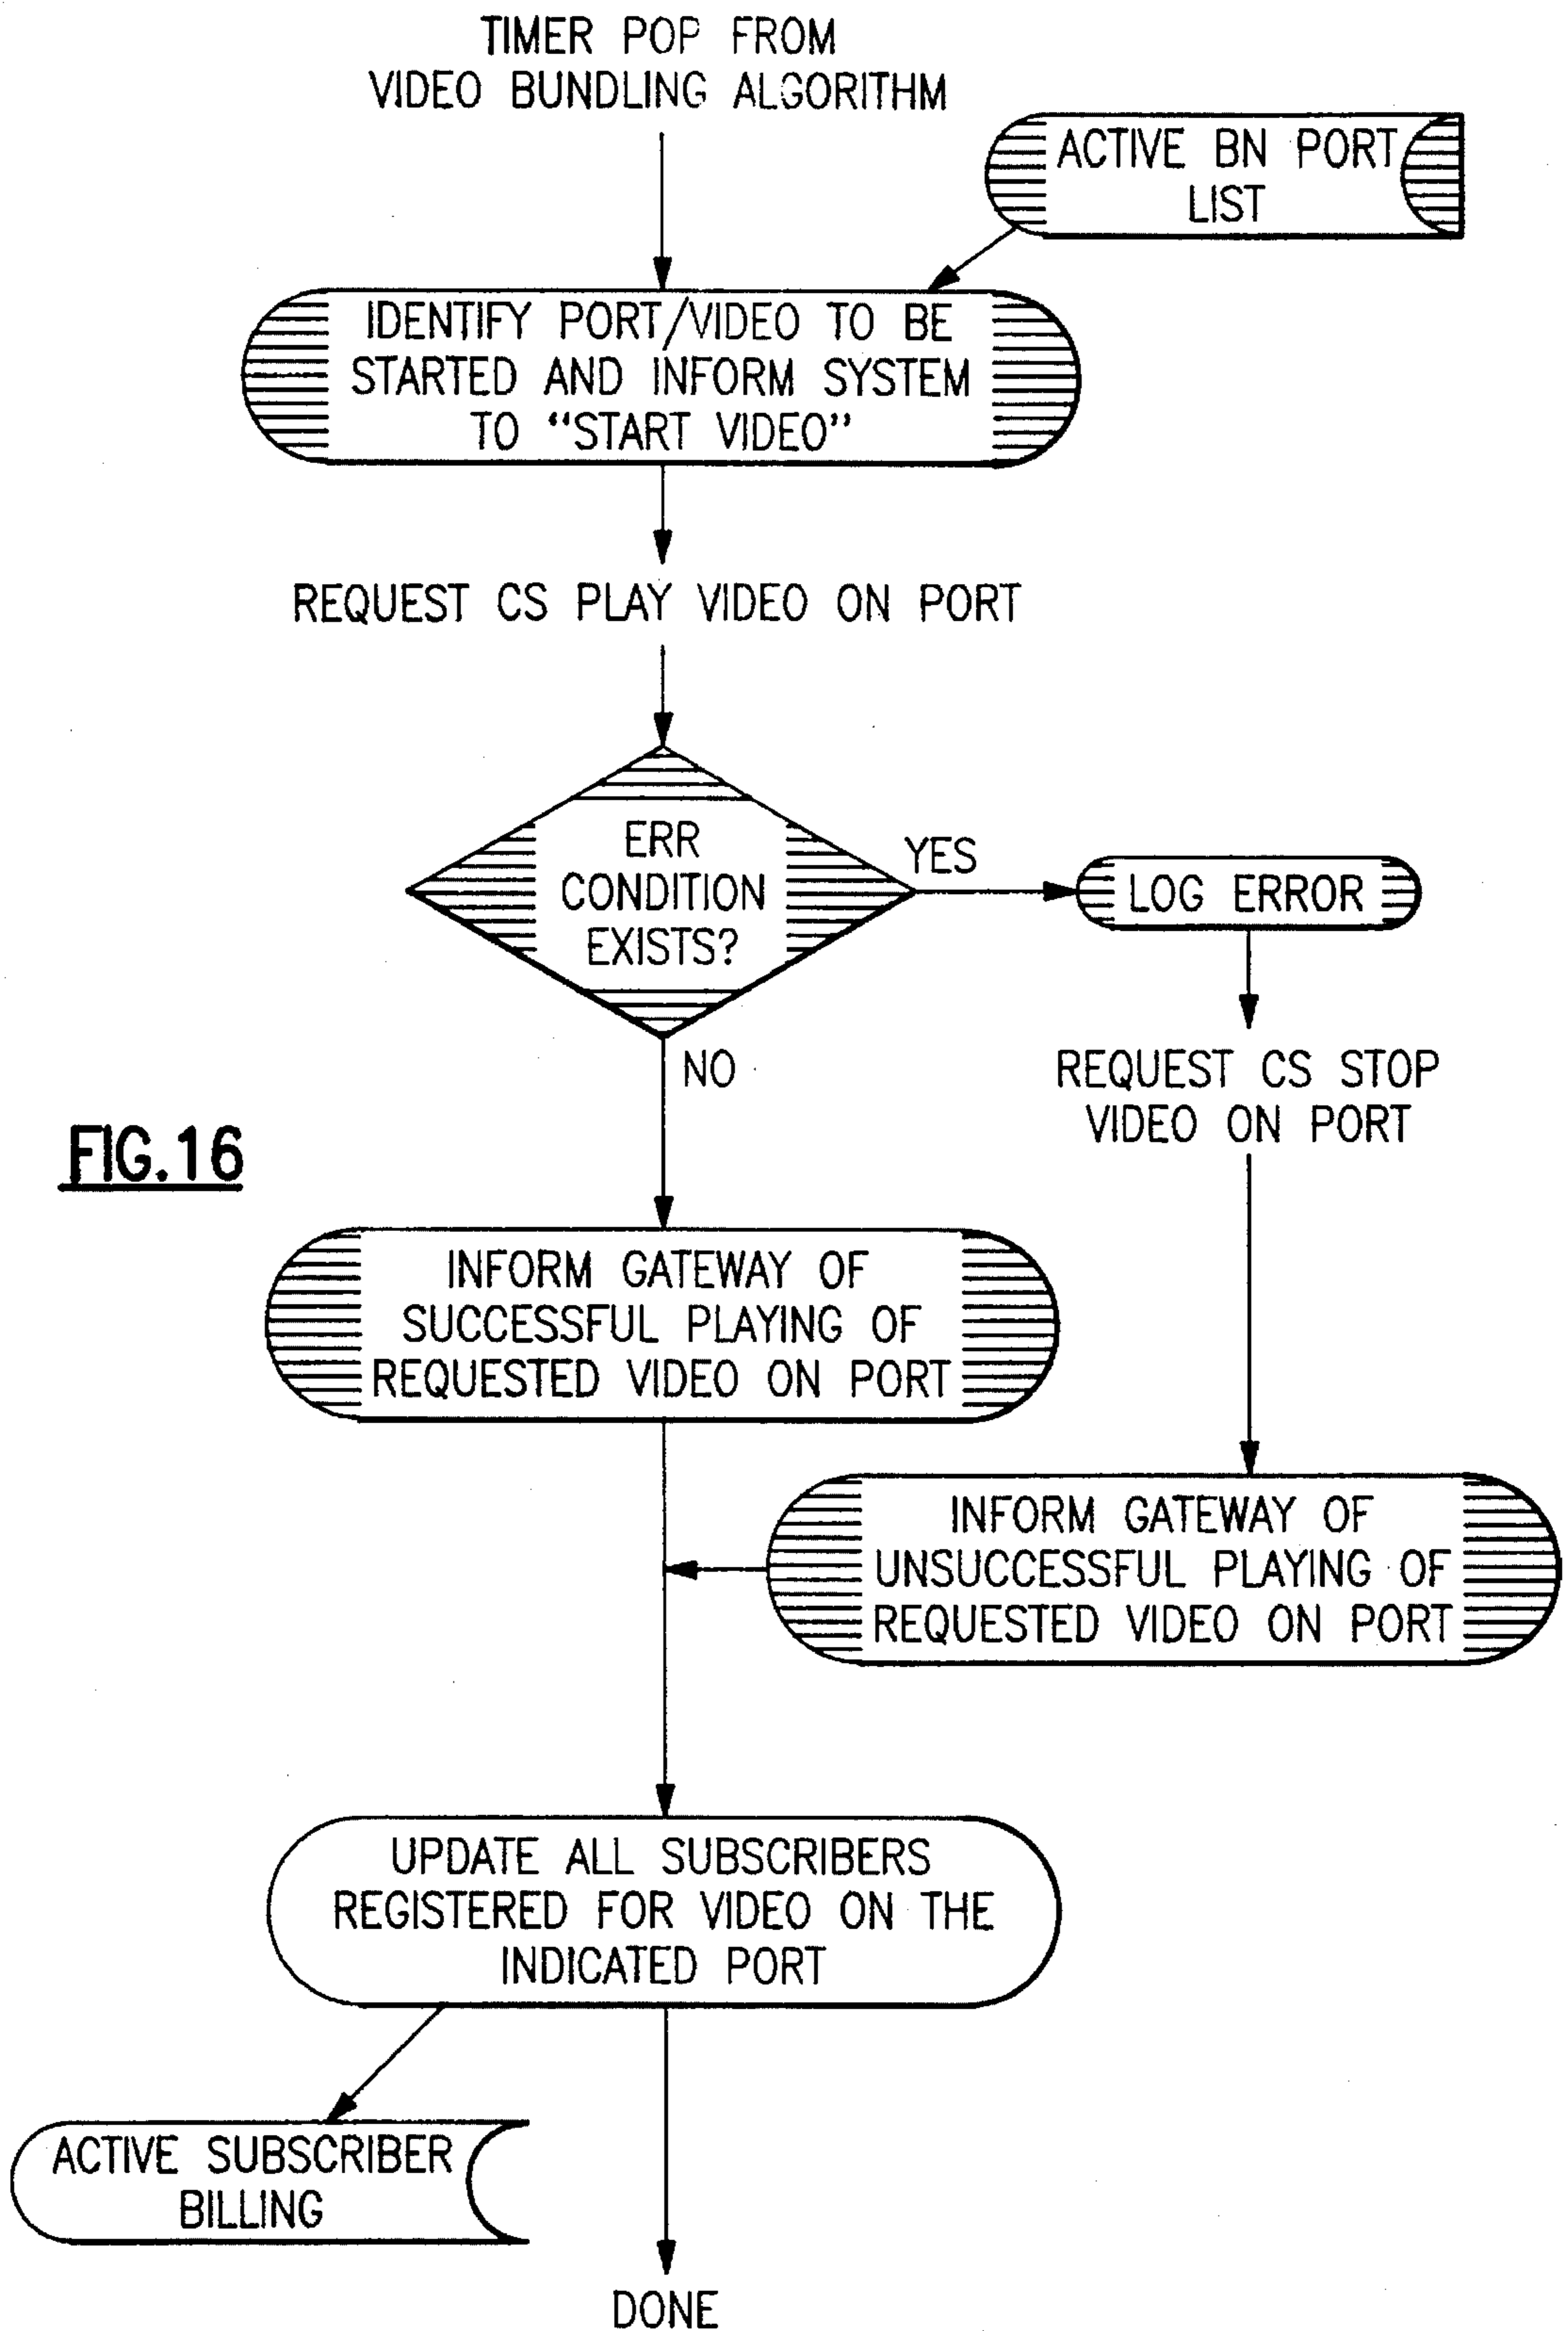 TIMER POP FROM
VIDEO BUNDLING ALGORITHM
ACTIVE BN PORT
LIST
IDENTIFY PORT/VIDEO TO BE
STARTED AND INFORM SYSTEM
TO “START VIDEO”
REQUEST CS PLAY VIDEO ON PORT
ERR
CONDITION
EXISTS?
YES
LOG ERROR
NO
REQUEST CS STOP
VIDEO ON PORT
FIG.16
INFORM GATEWAY OF
SUCCESSFUL PLAYING OF
REQUESTED VIDEO ON PORT
INFORM GATEWAY OF
UNSUCCESSFUL PLAYING OF
REQUESTED VIDEO ON PORT
UPDATE ALL SUBSCRIBERS
REGISTERED FOR VIDEO ON THE
INDICATED PORT
ACTIVE SUBSCRIBER
BILLING
DONE